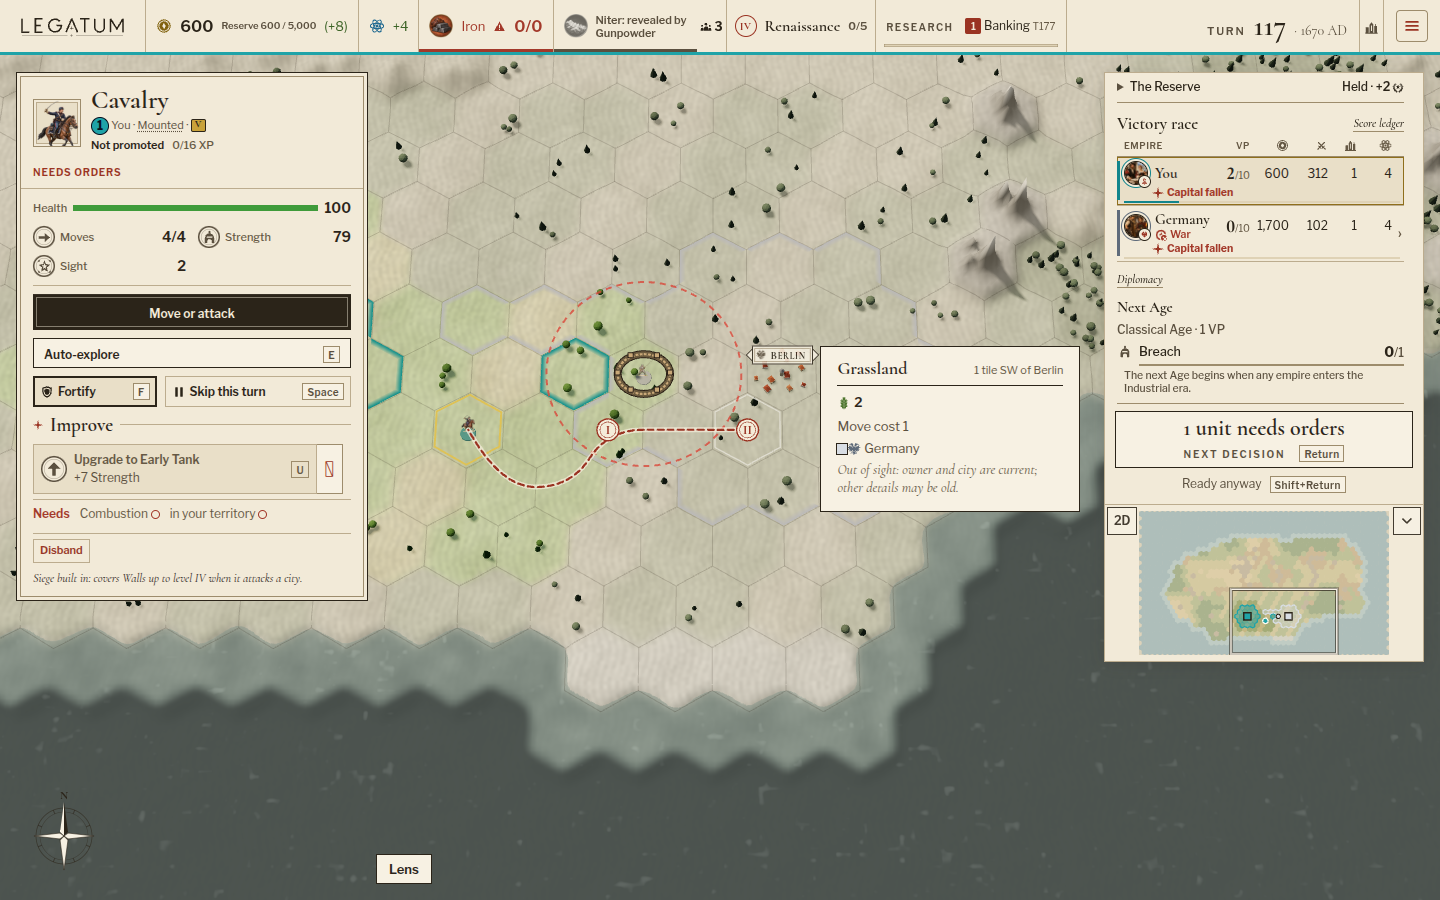 LEGATUM
600 Reserve 600 / 5,000 (+8)
+4
Iron 0/0
Niter: revealed by
Gunpowder
3
IV Renaissance 0/5
RESEARCH 1 Banking T177
TURN 117 · 1670 AD
Cavalry
1 You · Mounted · V
Not promoted 0/16 XP
NEEDS ORDERS
Health 100
Moves 4/4
Strength 79
Sight 2
Move or attack
Auto-explore E
Fortify F
Skip this turn Space
Improve
Upgrade to Early Tank
+7 Strength
U
Needs Combustion in your territory
Disband
Siege built in: covers Walls up to level IV when it attacks a city.
BERLIN
I
II
Grassland 1 tile SW of Berlin
2
Move cost 1
Germany
Out of sight: owner and city are current;
other details may be old.
The Reserve Held · +2
Victory race Score ledger
EMPIRE VP
You 2/10 600 312 1 4
Capital fallen
Germany 0/10 1,700 102 1 4 ›
War
Capital fallen
Diplomacy
Next Age
Classical Age · 1 VP
Breach 0/1
The next Age begins when any empire enters the
Industrial era.
1 unit needs orders
NEXT DECISION Return
Ready anyway Shift+Return
2D
N
Lens